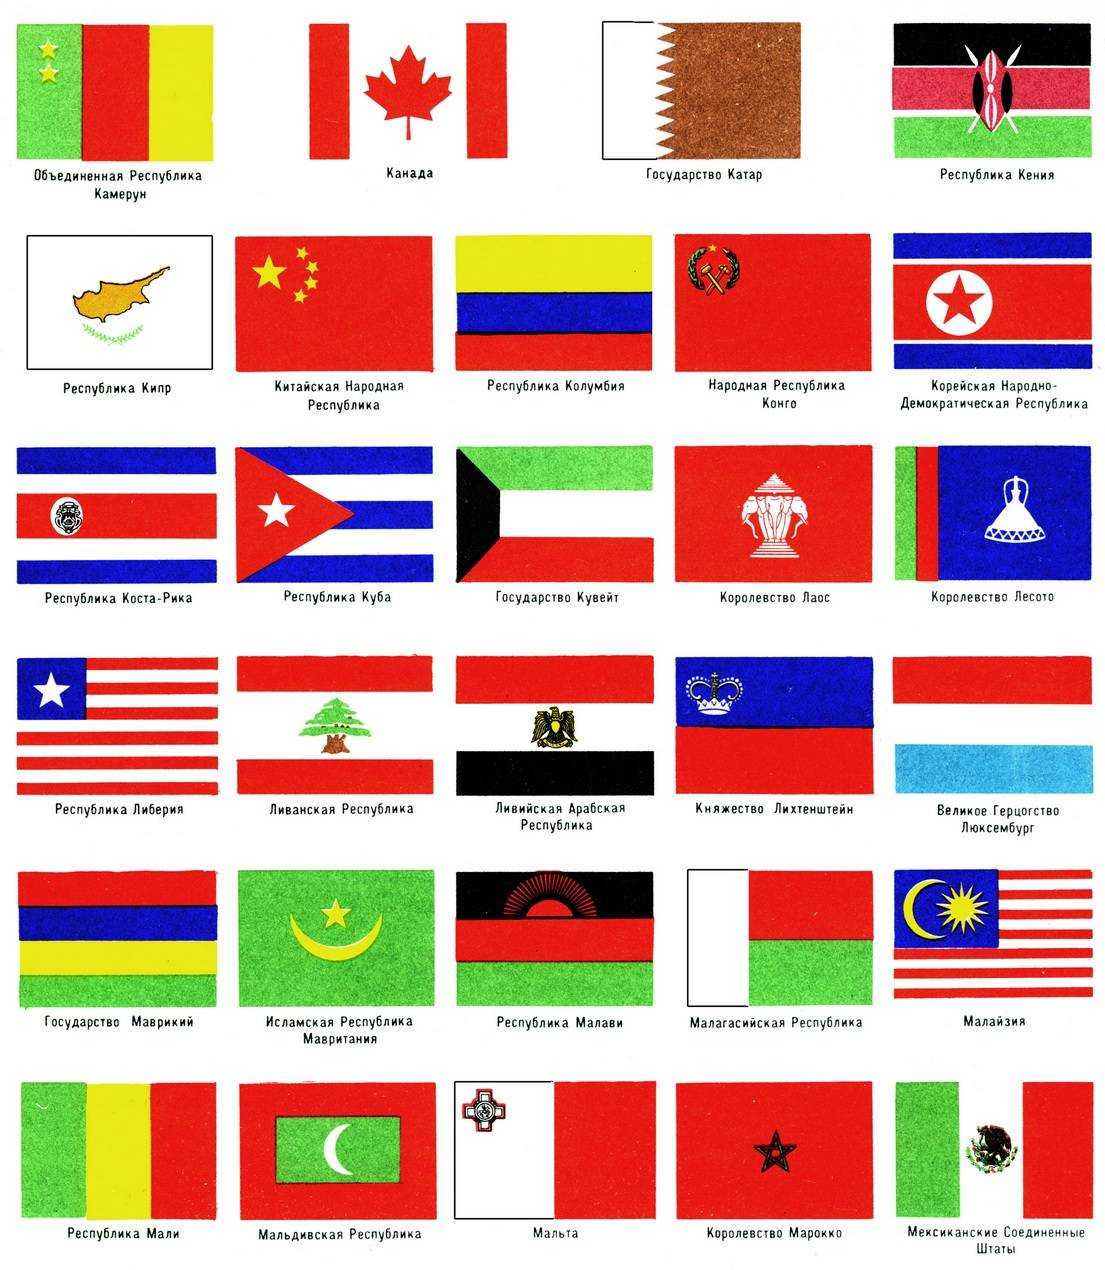 Объединенная Республика
Камерун
Канада
Государство Катар
Республика Кения
Республика Кипр
Китайская Народная
Республика
Республика Колумбия
Народная Республика
Конго
Корейская Народно-
Демократическая Республика
Республика Коста-Рика
Республика Куба
Государство Кувейт
Королевство Лаос
Королевство Лесото
Республика Либерия
Ливанская Республика
Ливийская Арабская
Республика
Княжество Лихтенштейн
Великое Герцогство
Люксембург
Государство Маврикий
Исламская Республика
Мавритания
Республика Малави
Малагасийская Республика
Малайзия
Республика Мали
Мальдивская Республика
Мальта
Королевство Марокко
Мексиканские Соединенные
Штаты